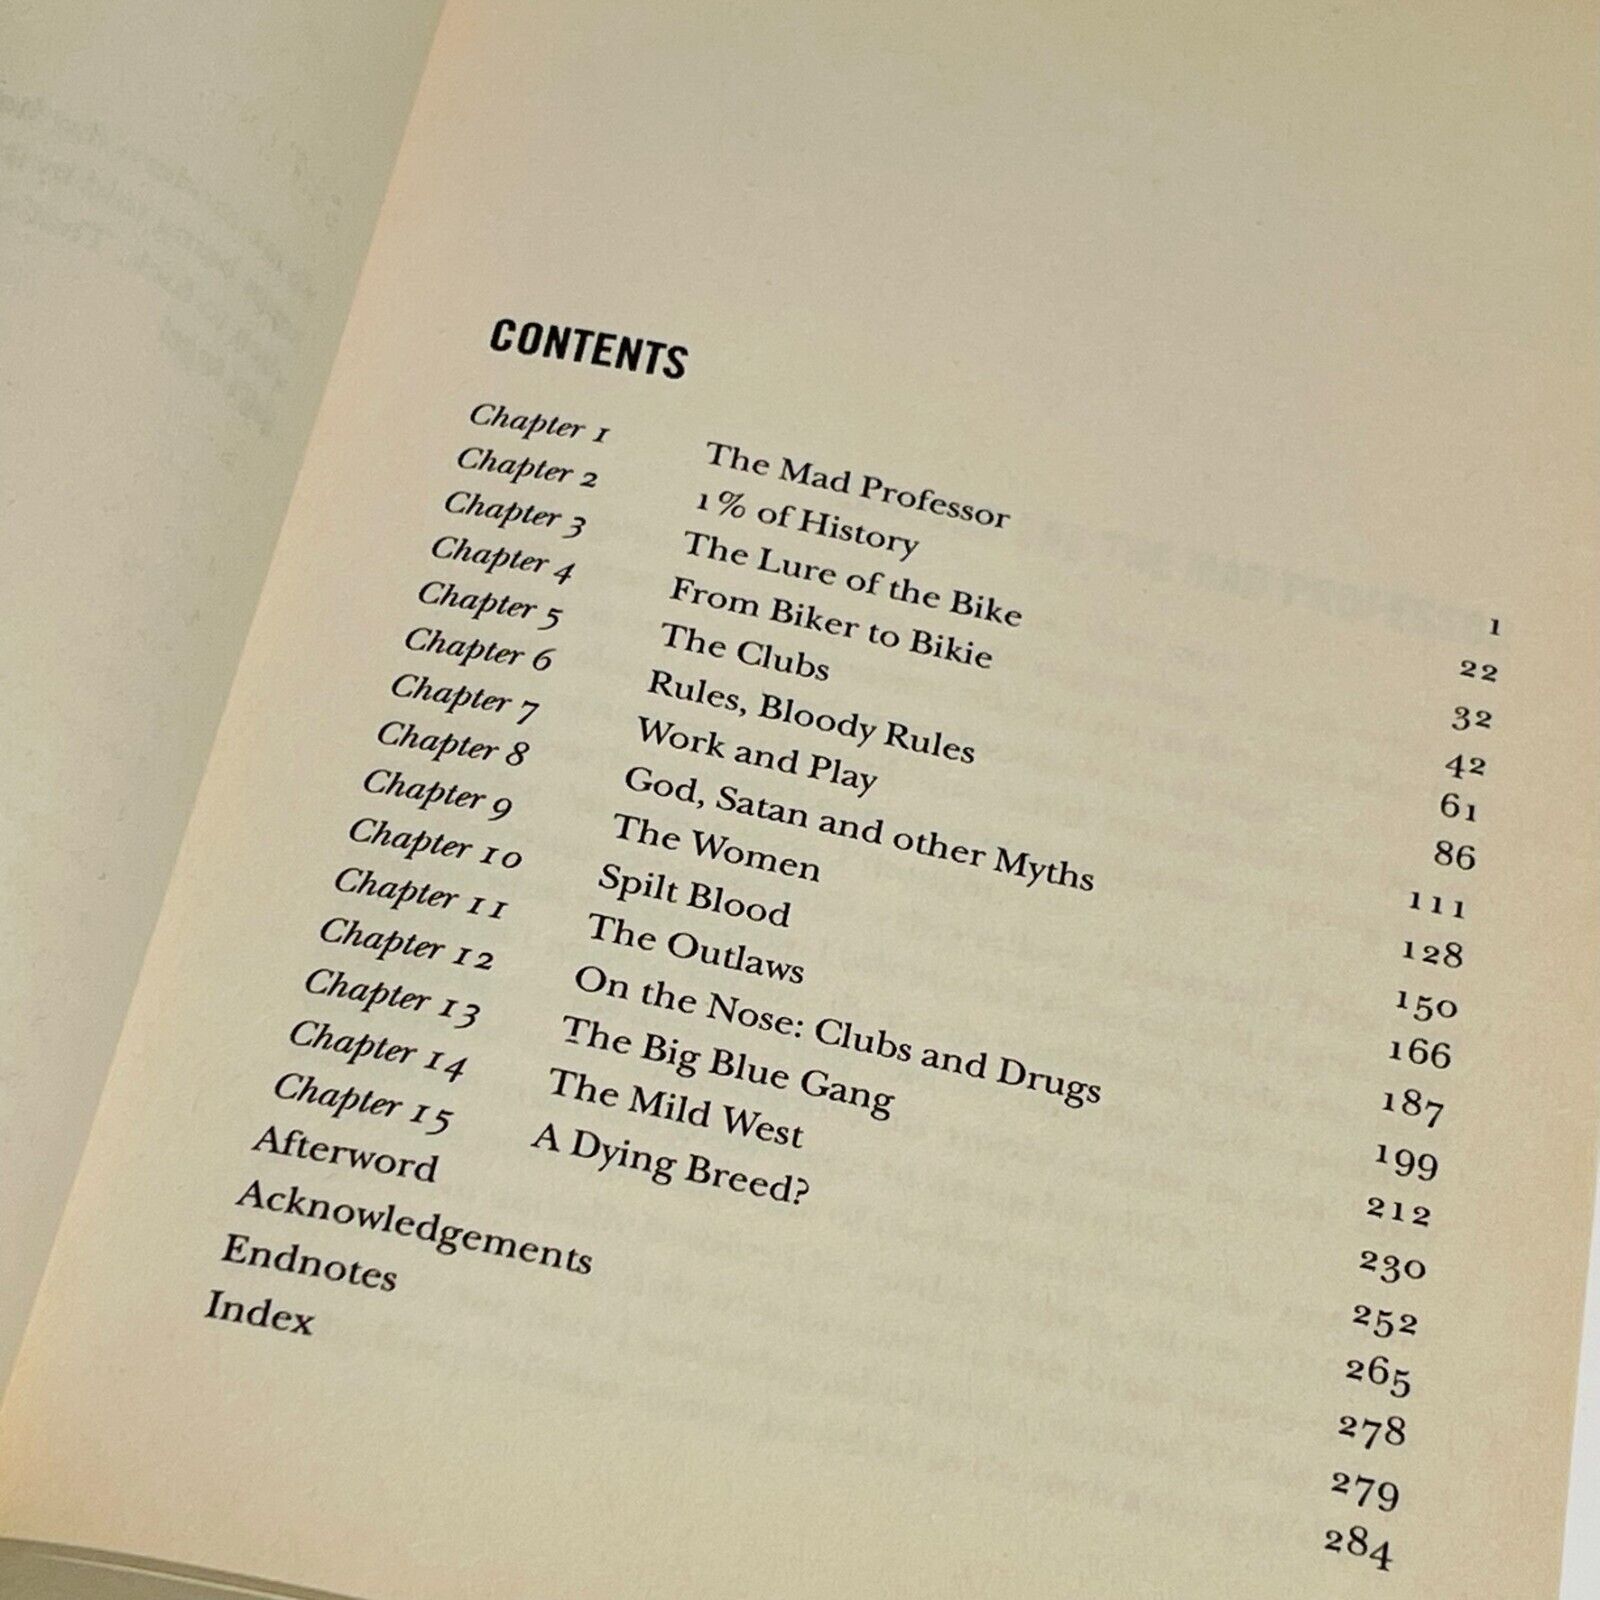 CONTENTS
Chapter 1 The Mad Professor 1
Chapter 2 1% of History 22
Chapter 3 The Lure of the Bike 32
Chapter 4 From Biker to Bikie 42
Chapter 5 The Clubs 61
Chapter 6 Rules, Bloody Rules 86
Chapter 7 Work and Play 111
Chapter 8 God, Satan and other Myths 128
Chapter 9 The Women 150
Chapter 10 Spilt Blood 166
Chapter 11 The Outlaws 187
Chapter 12 On the Nose: Clubs and Drugs 199
Chapter 13 The Big Blue Gang 212
Chapter 14 The Mild West 230
Chapter 15 A Dying Breed? 252
Afterword 265
Acknowledgements 278
Endnotes 279
Index 284